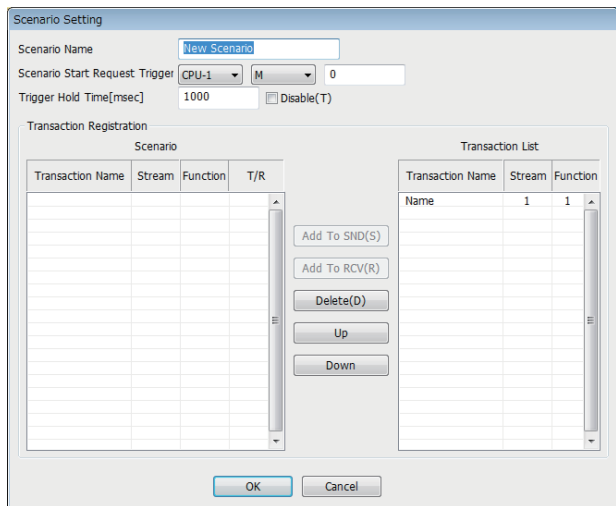 Scenario Setting
Scenario Name New Scenario
Scenario Start Request Trigger CPU-1 M 0
Trigger Hold Time[msec] 1000 Disable(T)
Transaction Registration
Scenario Transaction List
Transaction Name Stream Function T/R Transaction Name Stream Function
Name 1 1
Add To SND(S)
Add To RCV(R)
Delete(D)
Up
Down
OK Cancel